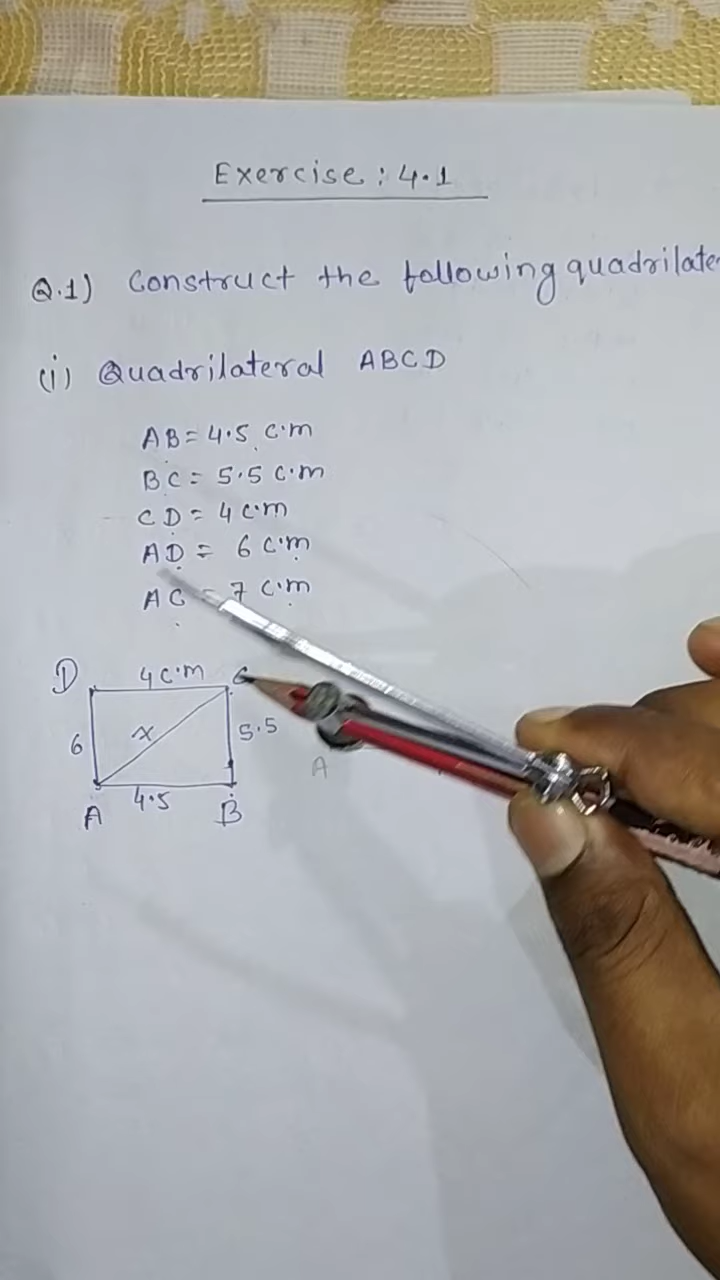 Exercise : 4.1
Q.1) Construct the following quadrilate
(i) Quadrilateral ABCD
AB = 4.5 c.m
BC = 5.5 c.m
CD = 4 c.m
AD = 6 c.m
AC = 7 c.m
D 4 c.m C
6 x 5.5
A
4.5
A B